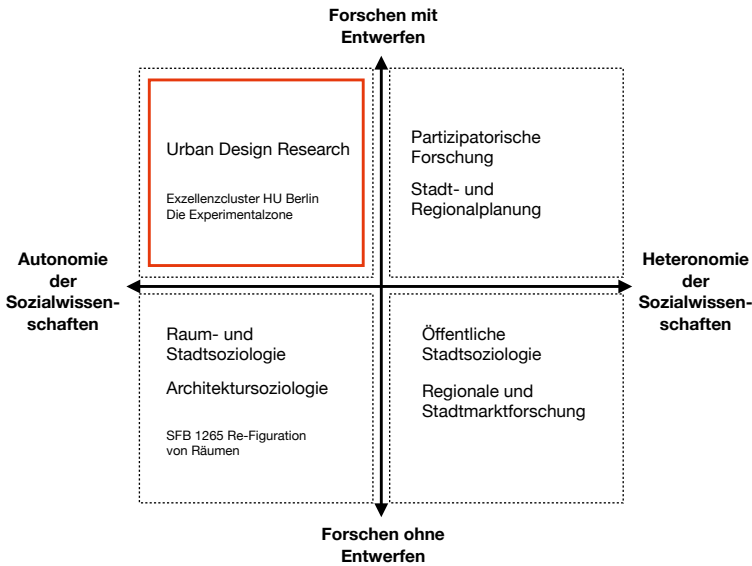 Forschen mit
Entwerfen
Urban Design Research
Exzellenzcluster HU Berlin
Die Experimentalzone
Partizipatorische
Forschung
Stadt- und
Regionalplanung
Autonomie
der
Sozialwissen-
schaften
Heteronomie
der
Sozialwissen-
schaften
Raum- und
Stadtsoziologie
Architektursoziologie
SFB 1265 Re-Figuration
von Räumen
Öffentliche
Stadtsoziologie
Regionale und
Stadtmarktforschung
Forschen ohne
Entwerfen